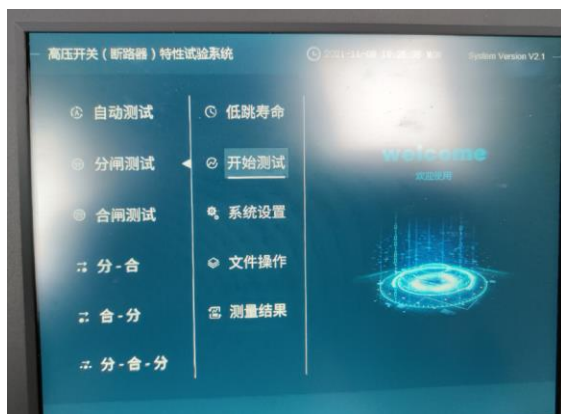 高压开关（断路器）特性试验系统
System Version V2.1
自动测试
分闸测试
合闸测试
分-合
合-分
分-合-分
低跳寿命
开始测试
系统设置
文件操作
测量结果
welcome
欢迎使用